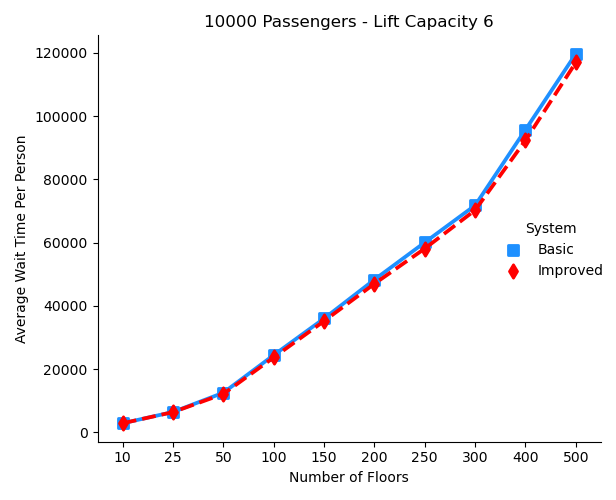 10000 Passengers - Lift Capacity 6
120000
100000
80000
60000
40000
20000
0
Average Wait Time Per Person
System
Basic
Improved
10 25 50 100 150 200 250 300 400 500
Number of Floors